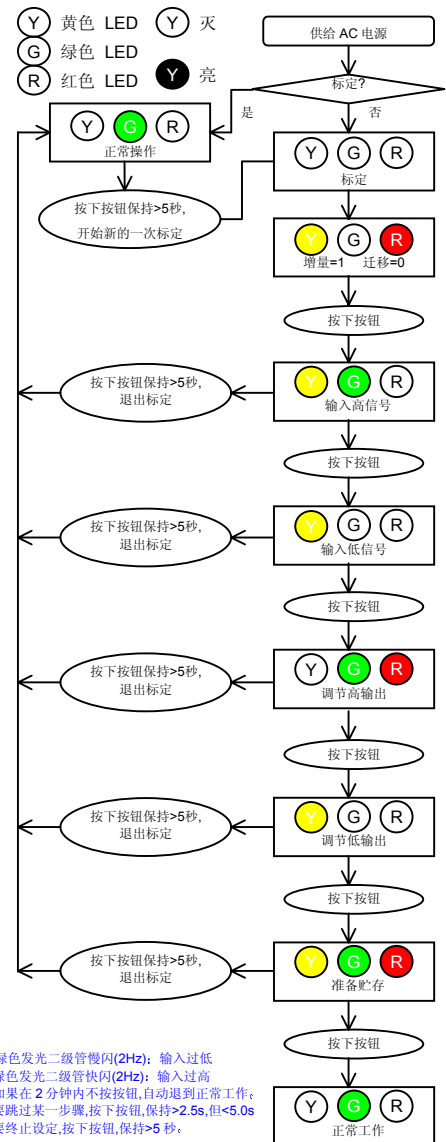 Y 黄色 LED Y 灭
G 绿色 LED
R 红色 LED Y 亮
供给 AC 电源
标定?
是 否
Y G R
正常操作
Y G R
标定
按下按钮保持>5秒,
开始新的一次标定
Y G R
增量=1 迁移=0
按下按钮
Y G R
输入高信号
按下按钮保持>5秒,
退出标定
按下按钮
Y G R
输入低信号
按下按钮保持>5秒,
退出标定
按下按钮
Y G R
调节高输出
按下按钮保持>5秒,
退出标定
按下按钮
Y G R
调节低输出
按下按钮保持>5秒,
退出标定
按下按钮
Y G R
准备贮存
按下按钮保持>5秒,
退出标定
按下按钮
Y G R
正常工作
绿色发光二级管慢闪(2Hz): 输入过低
绿色发光二级管快闪(2Hz): 输入过高
如果在 2 分钟内不按按钮,自动退到正常工作。
要跳过某一步骤,按下按钮,保持>2.5s,但<5.0s
要终止设定,按下按钮,保持>5 秒。